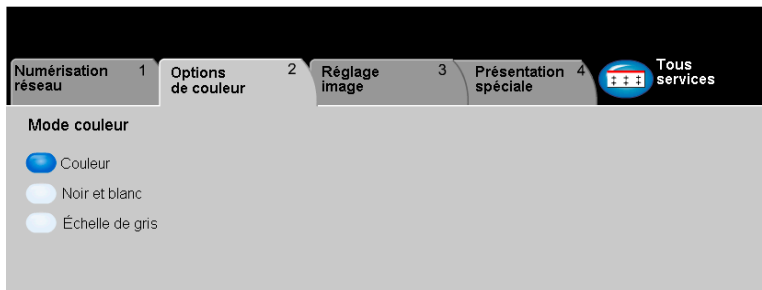 Numérisation réseau 1
Options de couleur 2
Réglage image 3
Présentation spéciale 4
Tous services
Mode couleur
Couleur
Noir et blanc
Échelle de gris